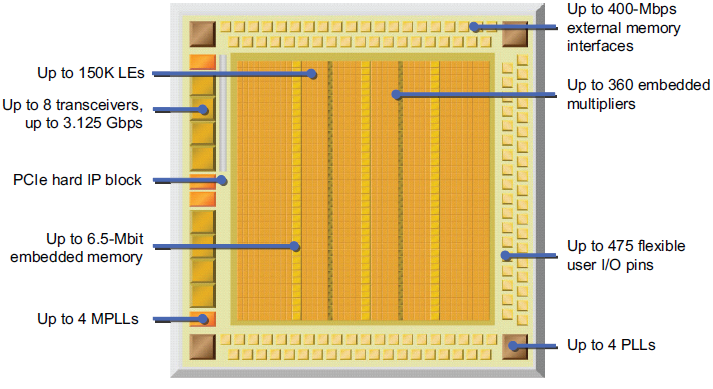 Up to 400-Mbps
external memory
interfaces
Up to 150K LEs
Up to 360 embedded
multipliers
Up to 8 transceivers,
up to 3.125 Gbps
PCIe hard IP block
Up to 6.5-Mbit
embedded memory
Up to 475 flexible
user I/O pins
Up to 4 MPLLs
Up to 4 PLLs